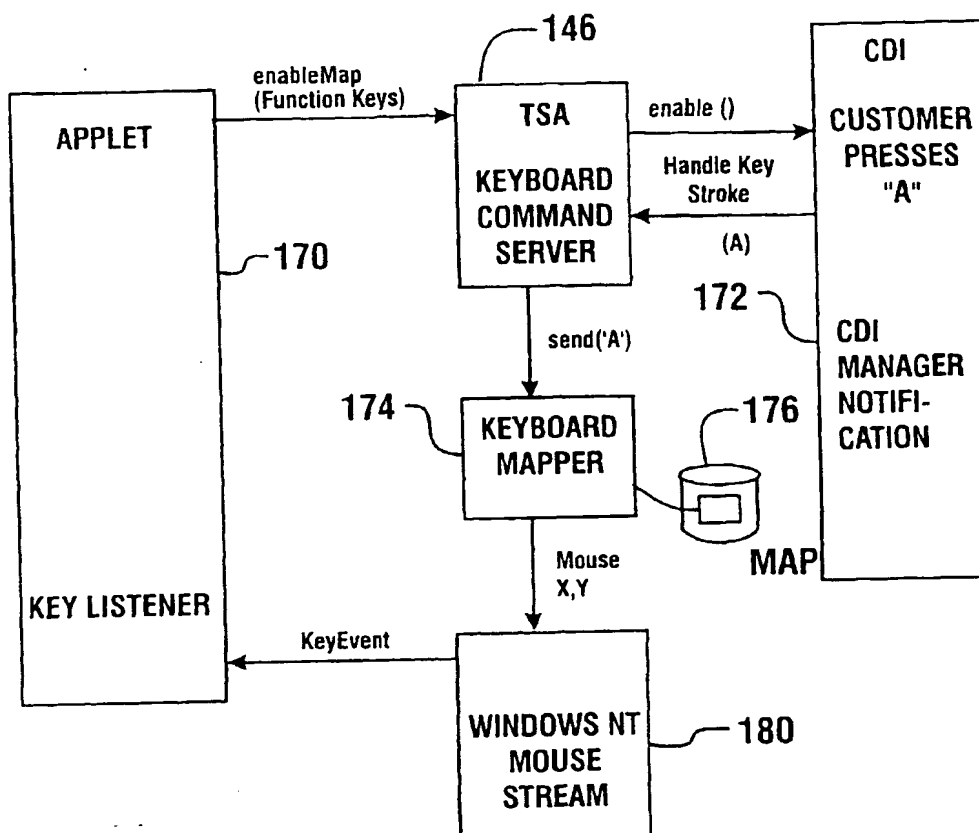 146
enableMap
(Function Keys)
APPLET
170
KEY LISTENER
TSA
KEYBOARD
COMMAND
SERVER
enable ()
Handle Key
Stroke
(A)
CDI
CUSTOMER
PRESSES
"A"
172
CDI
MANAGER
NOTIFI-
CATION
send('A')
174
KEYBOARD
MAPPER
176
MAP
Mouse
X,Y
KeyEvent
WINDOWS NT
MOUSE
STREAM
180